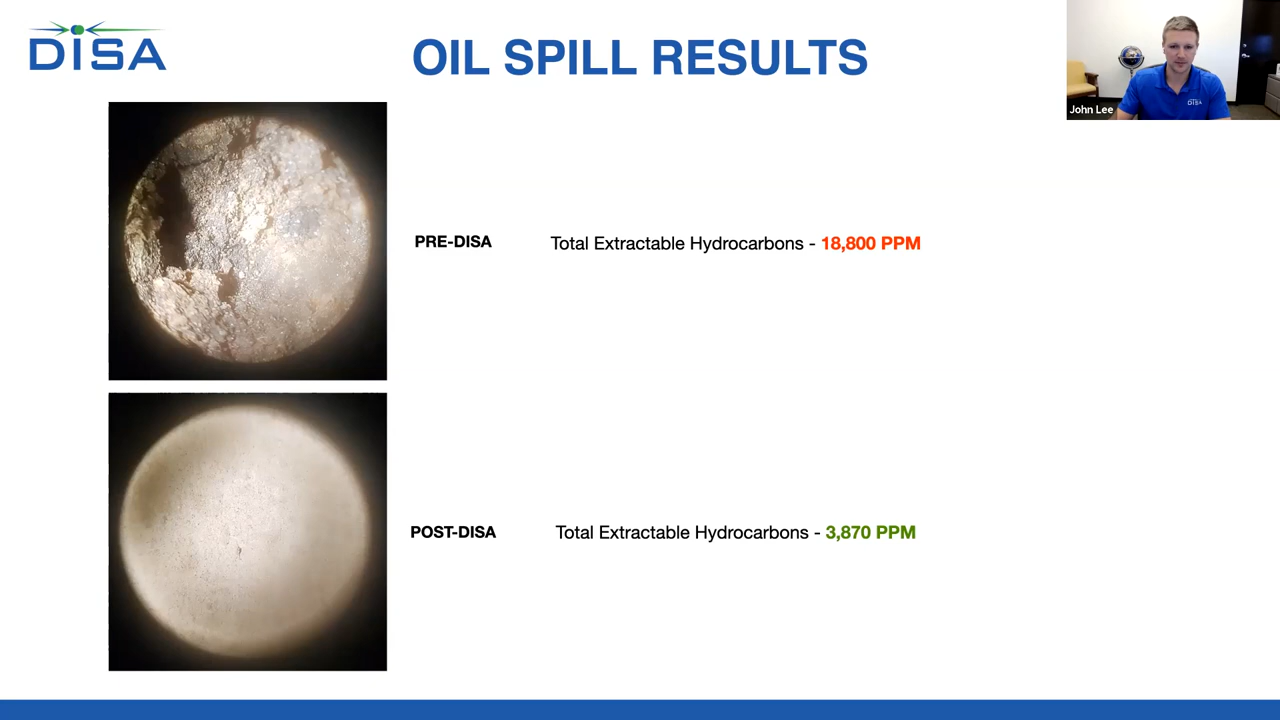 DISA
OIL SPILL RESULTS
DISA
John Lee
PRE-DISA
Total Extractable Hydrocarbons - 18,800 PPM
POST-DISA
Total Extractable Hydrocarbons - 3,870 PPM